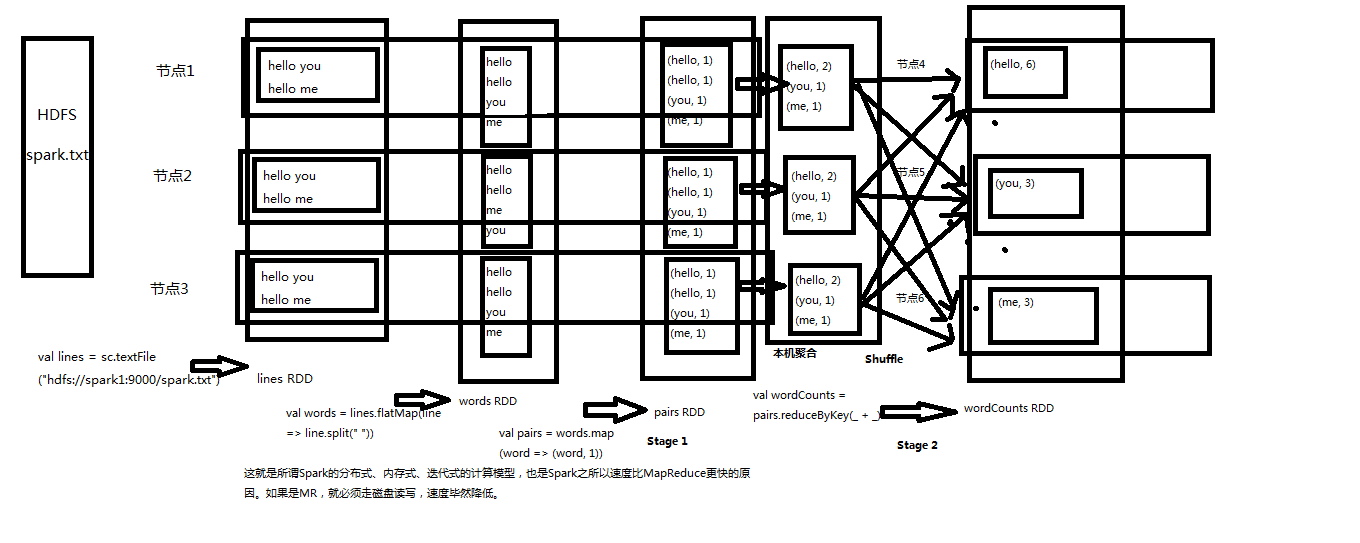 HDFS
spark.txt
节点1
hello you
hello me
hello
hello
you
me
(hello, 1)
(hello, 1)
(you, 1)
(me, 1)
(hello, 2)
(you, 1)
(me, 1)
节点4
(hello, 6)
节点2
hello you
hello me
hello
hello
me
you
(hello, 1)
(hello, 1)
(you, 1)
(me, 1)
(hello, 2)
(you, 1)
(me, 1)
节点5
(you, 3)
节点3
hello you
hello me
hello
hello
you
me
(hello, 1)
(hello, 1)
(you, 1)
(me, 1)
(hello, 2)
(you, 1)
(me, 1)
节点6
(me, 3)
本机聚合
Shuffle
val lines = sc.textFile
("hdfs://spark1:9000/spark.txt")
lines RDD
val words = lines.flatMap(line
=> line.split(" "))
words RDD
val pairs = words.map
(word => (word, 1))
pairs RDD
Stage 1
val wordCounts =
pairs.reduceByKey(_ + _)
wordCounts RDD
Stage 2
这就是所谓Spark的分布式、内存式、迭代式的计算模型，也是Spark之所以速度比MapReduce更快的原
因。如果是MR，就必须走磁盘读写，速度毕然降低。